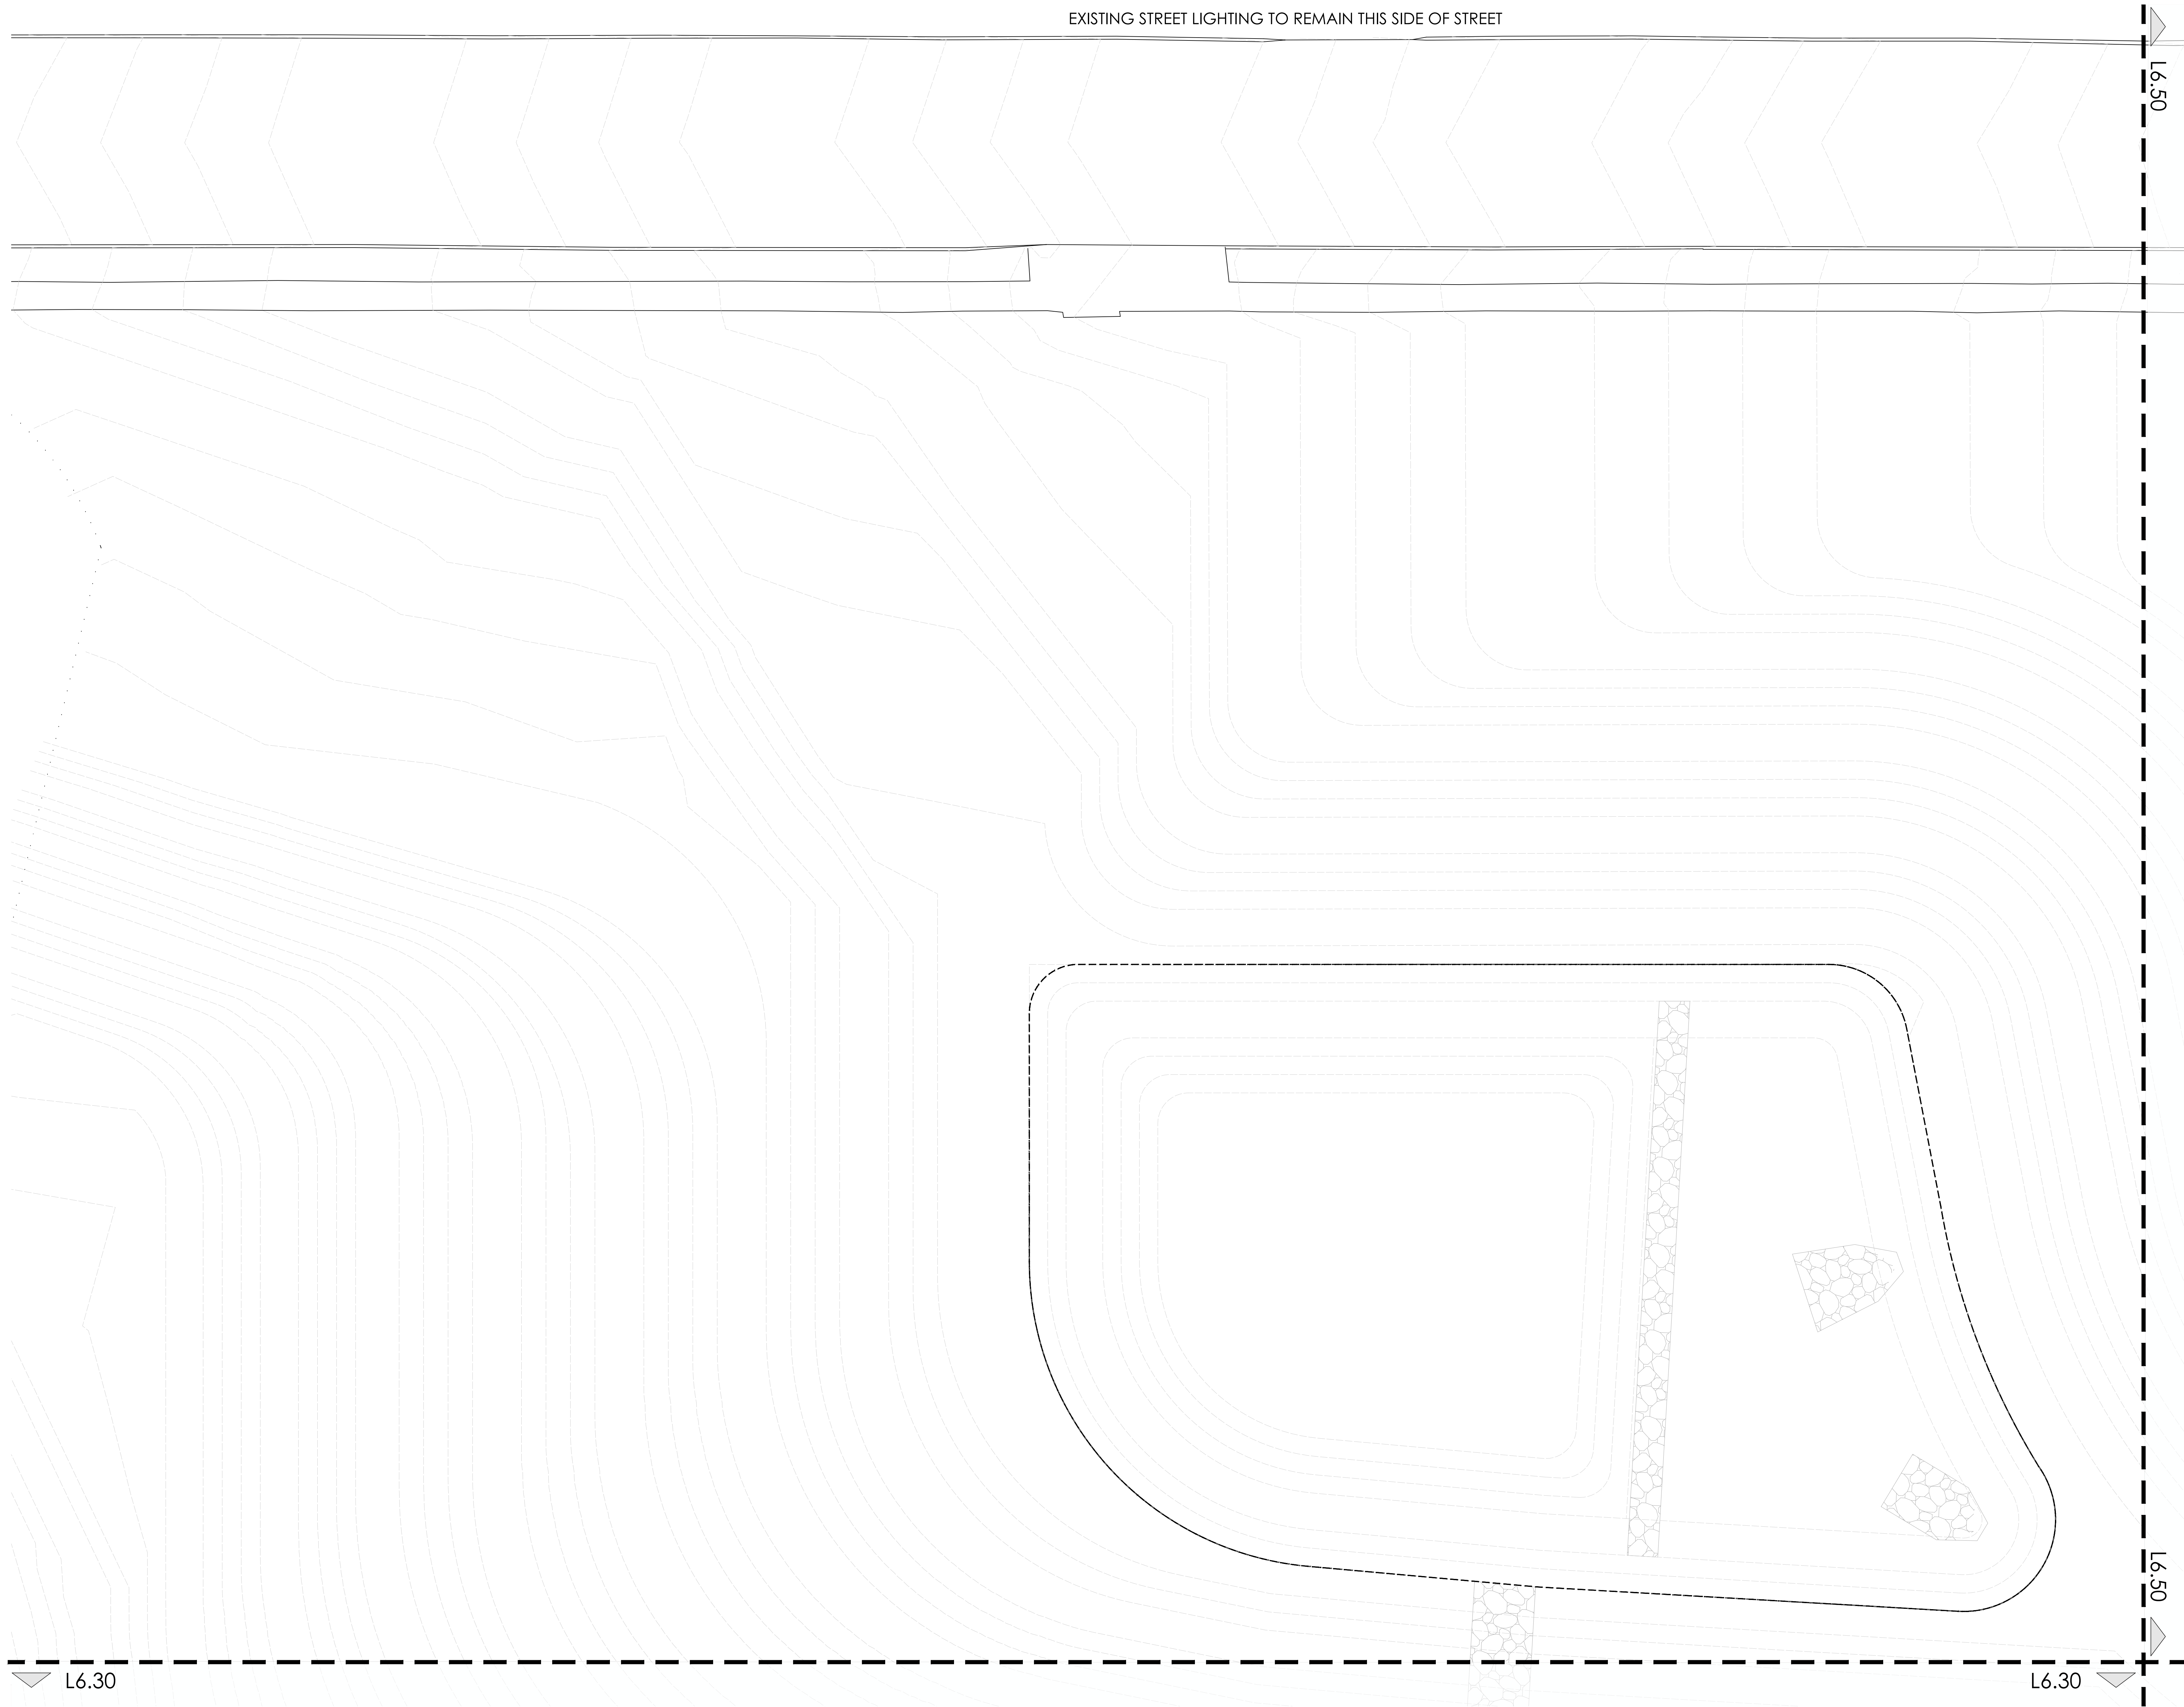 EXISTING STREET LIGHTING TO REMAIN THIS SIDE OF STREET
L6.50
L6.50
L6.30
L6.30